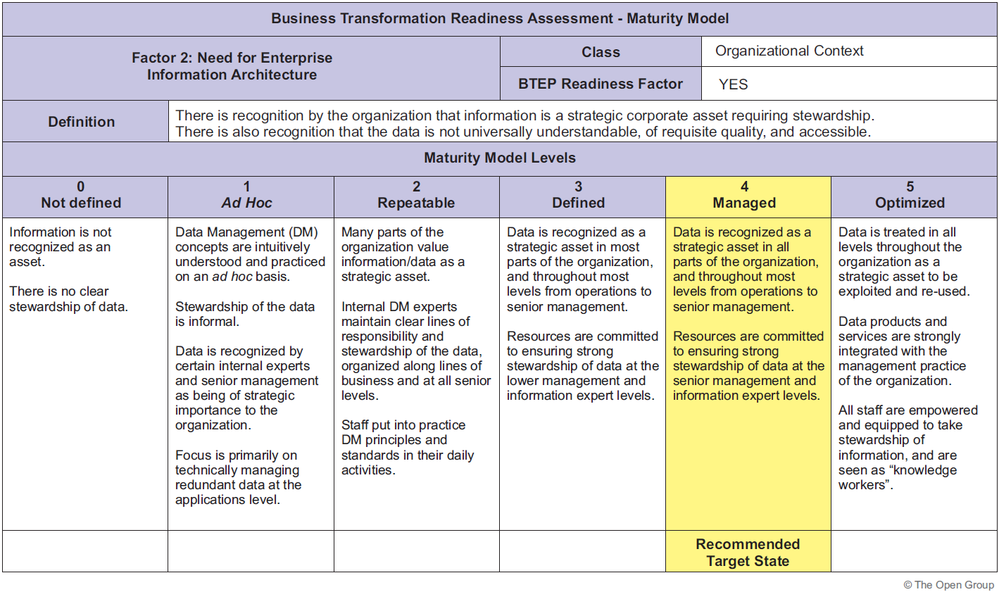 Business Transformation Readiness Assessment - Maturity Model
Factor 2: Need for Enterprise
Information Architecture
Class
Organizational Context
BTEP Readiness Factor
YES
Definition
There is recognition by the organization that information is a strategic corporate asset requiring stewardship.
There is also recognition that the data is not universally understandable, of requisite quality, and accessible.
Maturity Model Levels
0
Not defined
1
Ad Hoc
2
Repeatable
3
Defined
4
Managed
5
Optimized
Information is not
recognized as an
asset.
There is no clear
stewardship of data.
Data Management (DM)
concepts are intuitively
understood and practiced
on an ad hoc basis.
Stewardship of the data
is informal.
Data is recognized by
certain internal experts
and senior management
as being of strategic
importance to the
organization.
Focus is primarily on
technically managing
redundant data at the
applications level.
Many parts of the
organization value
information/data as a
strategic asset.
Internal DM experts
maintain clear lines of
responsibility and
stewardship of the data,
organized along lines of
business and at all senior
levels.
Staff put into practice
DM principles and
standards in their daily
activities.
Data is recognized as a
strategic asset in most
parts of the organization,
and throughout most
levels from operations to
senior management.
Resources are committed
to ensuring strong
stewardship of data at the
lower management and
information expert levels.
Data is recognized as a
strategic asset in all
parts of the organization,
and throughout most
levels from operations to
senior management.
Resources are committed
to ensuring strong
stewardship of data at the
senior management and
information expert levels.
Data is treated in all
levels throughout the
organization as a
strategic asset to be
exploited and re-used.
Data products and
services are strongly
integrated with the
management practice
of the organization.
All staff are empowered
and equipped to take
stewardship of
information, and are
seen as “knowledge
workers”.
Recommended
Target State
© The Open Group